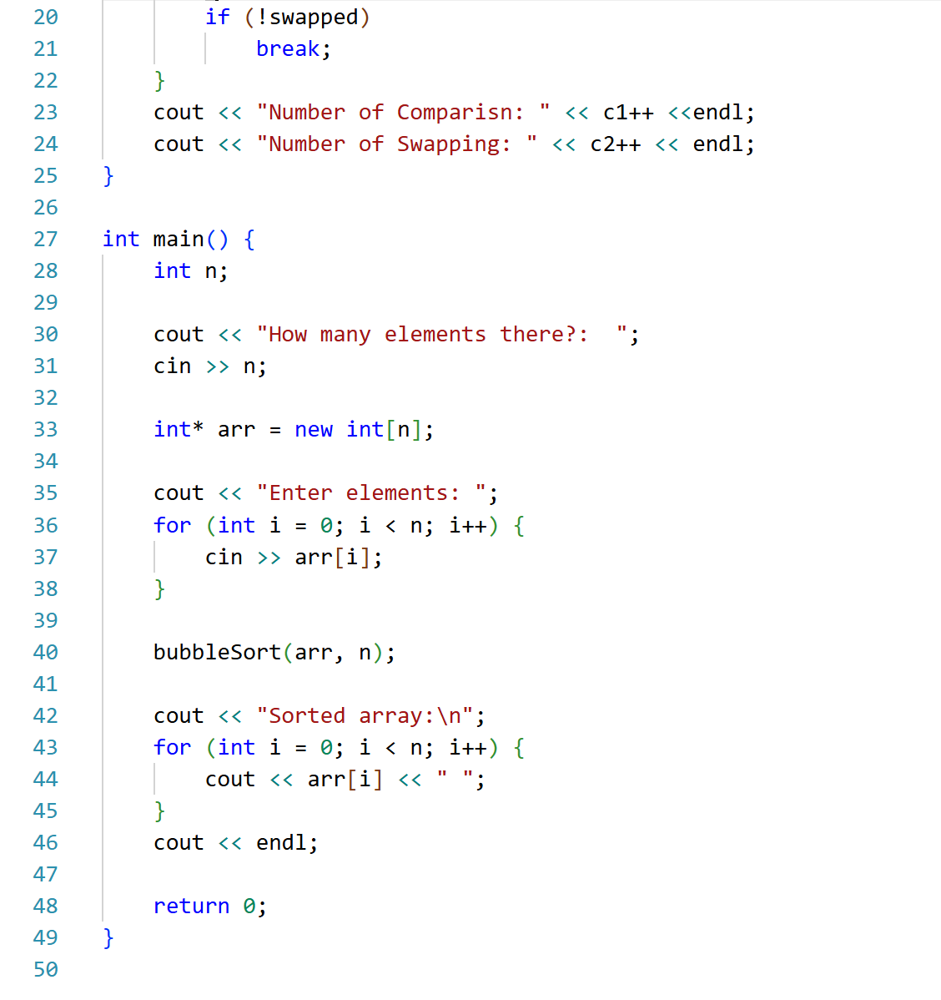 20            if (!swapped)
21                break;
22        }
23        cout << "Number of Comparisn: " << c1++ <<endl;
24        cout << "Number of Swapping: " << c2++ << endl;
25    }
26
27    int main() {
28        int n;
29
30        cout << "How many elements there?:  ";
31        cin >> n;
32
33        int* arr = new int[n];
34
35        cout << "Enter elements: ";
36        for (int i = 0; i < n; i++) {
37            cin >> arr[i];
38        }
39
40        bubbleSort(arr, n);
41
42        cout << "Sorted array:\n";
43        for (int i = 0; i < n; i++) {
44            cout << arr[i] << " ";
45        }
46        cout << endl;
47
48        return 0;
49    }
50